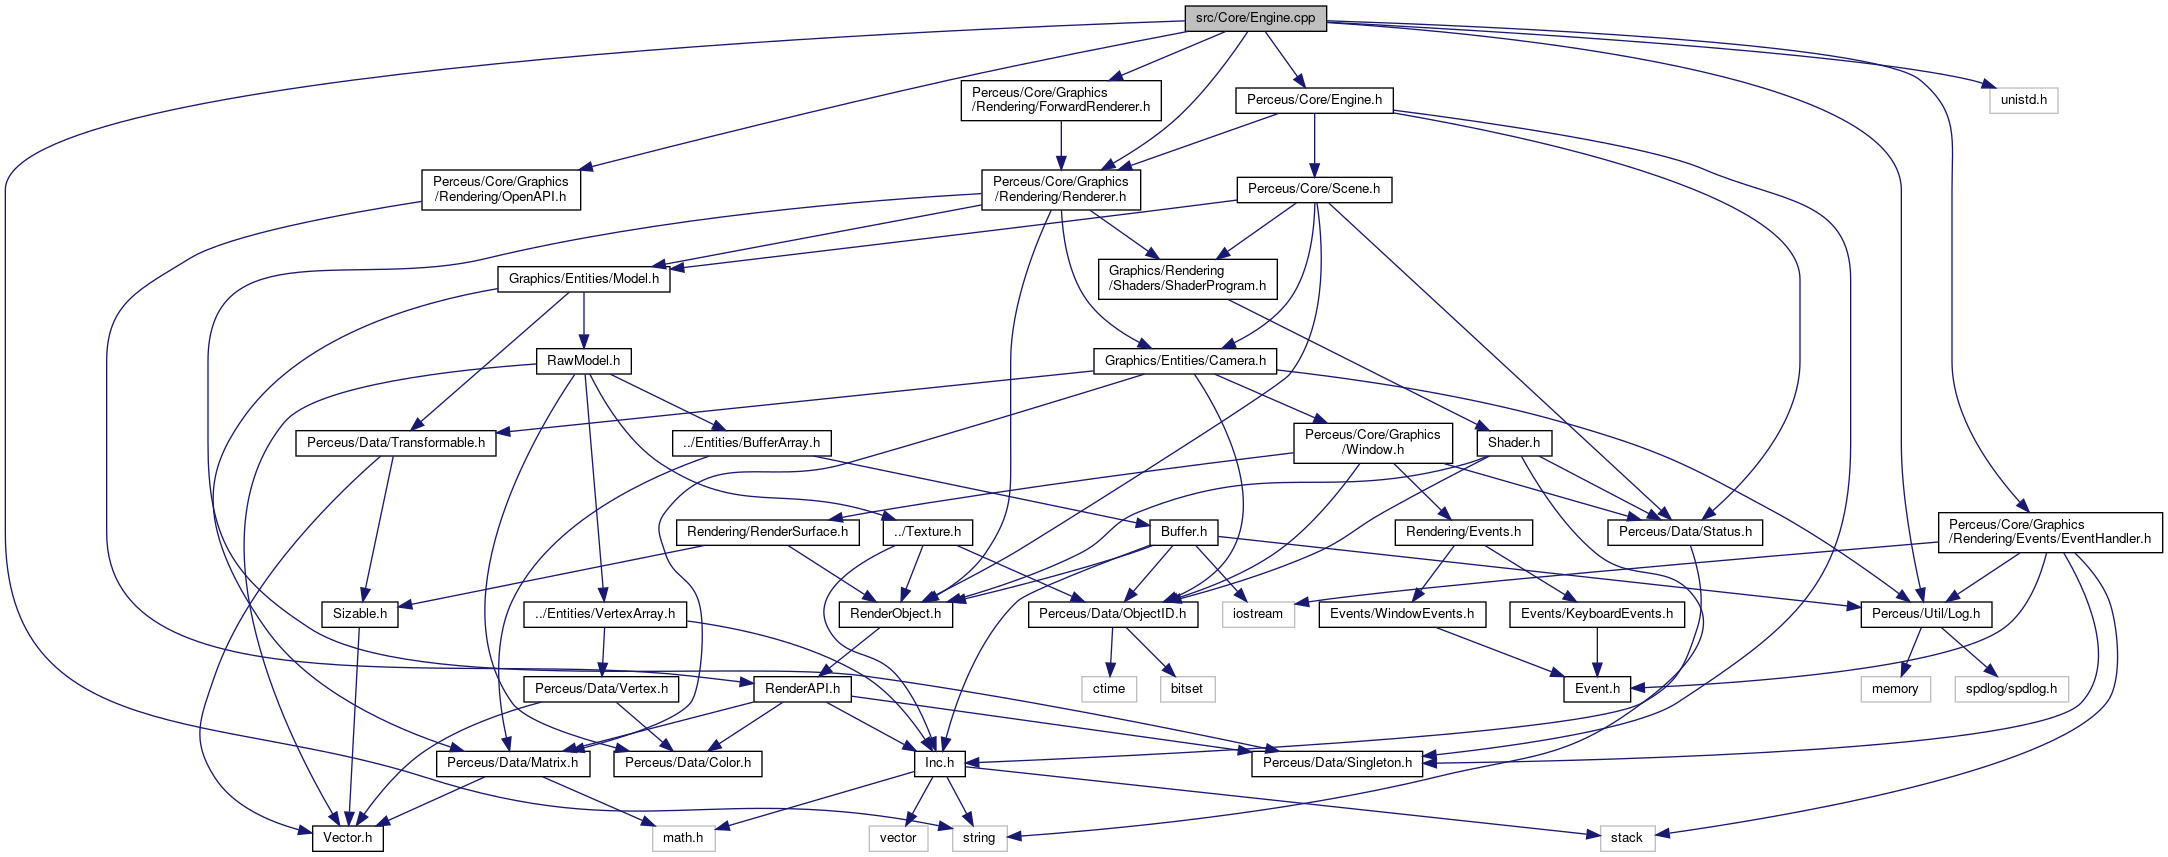 src/Core/Engine.cpp
Perceus/Core/Graphics
/Rendering/ForwardRenderer.h
Perceus/Core/Engine.h
unistd.h
Perceus/Core/Graphics
/Rendering/OpenAPI.h
Perceus/Core/Graphics
/Rendering/Renderer.h
Perceus/Core/Scene.h
Graphics/Entities/Model.h
Graphics/Rendering
/Shaders/ShaderProgram.h
RawModel.h
Graphics/Entities/Camera.h
Perceus/Data/Transformable.h
../Entities/BufferArray.h
Perceus/Core/Graphics
/Window.h
Shader.h
Rendering/RenderSurface.h
../Texture.h
Buffer.h
Rendering/Events.h
Perceus/Data/Status.h
Perceus/Core/Graphics
/Rendering/Events/EventHandler.h
Sizable.h
../Entities/VertexArray.h
RenderObject.h
Perceus/Data/ObjectID.h
iostream
Events/WindowEvents.h
Events/KeyboardEvents.h
Perceus/Util/Log.h
Perceus/Data/Vertex.h
RenderAPI.h
ctime
bitset
Event.h
memory
spdlog/spdlog.h
Perceus/Data/Matrix.h
Perceus/Data/Color.h
Inc.h
Perceus/Data/Singleton.h
Vector.h
math.h
vector
string
stack